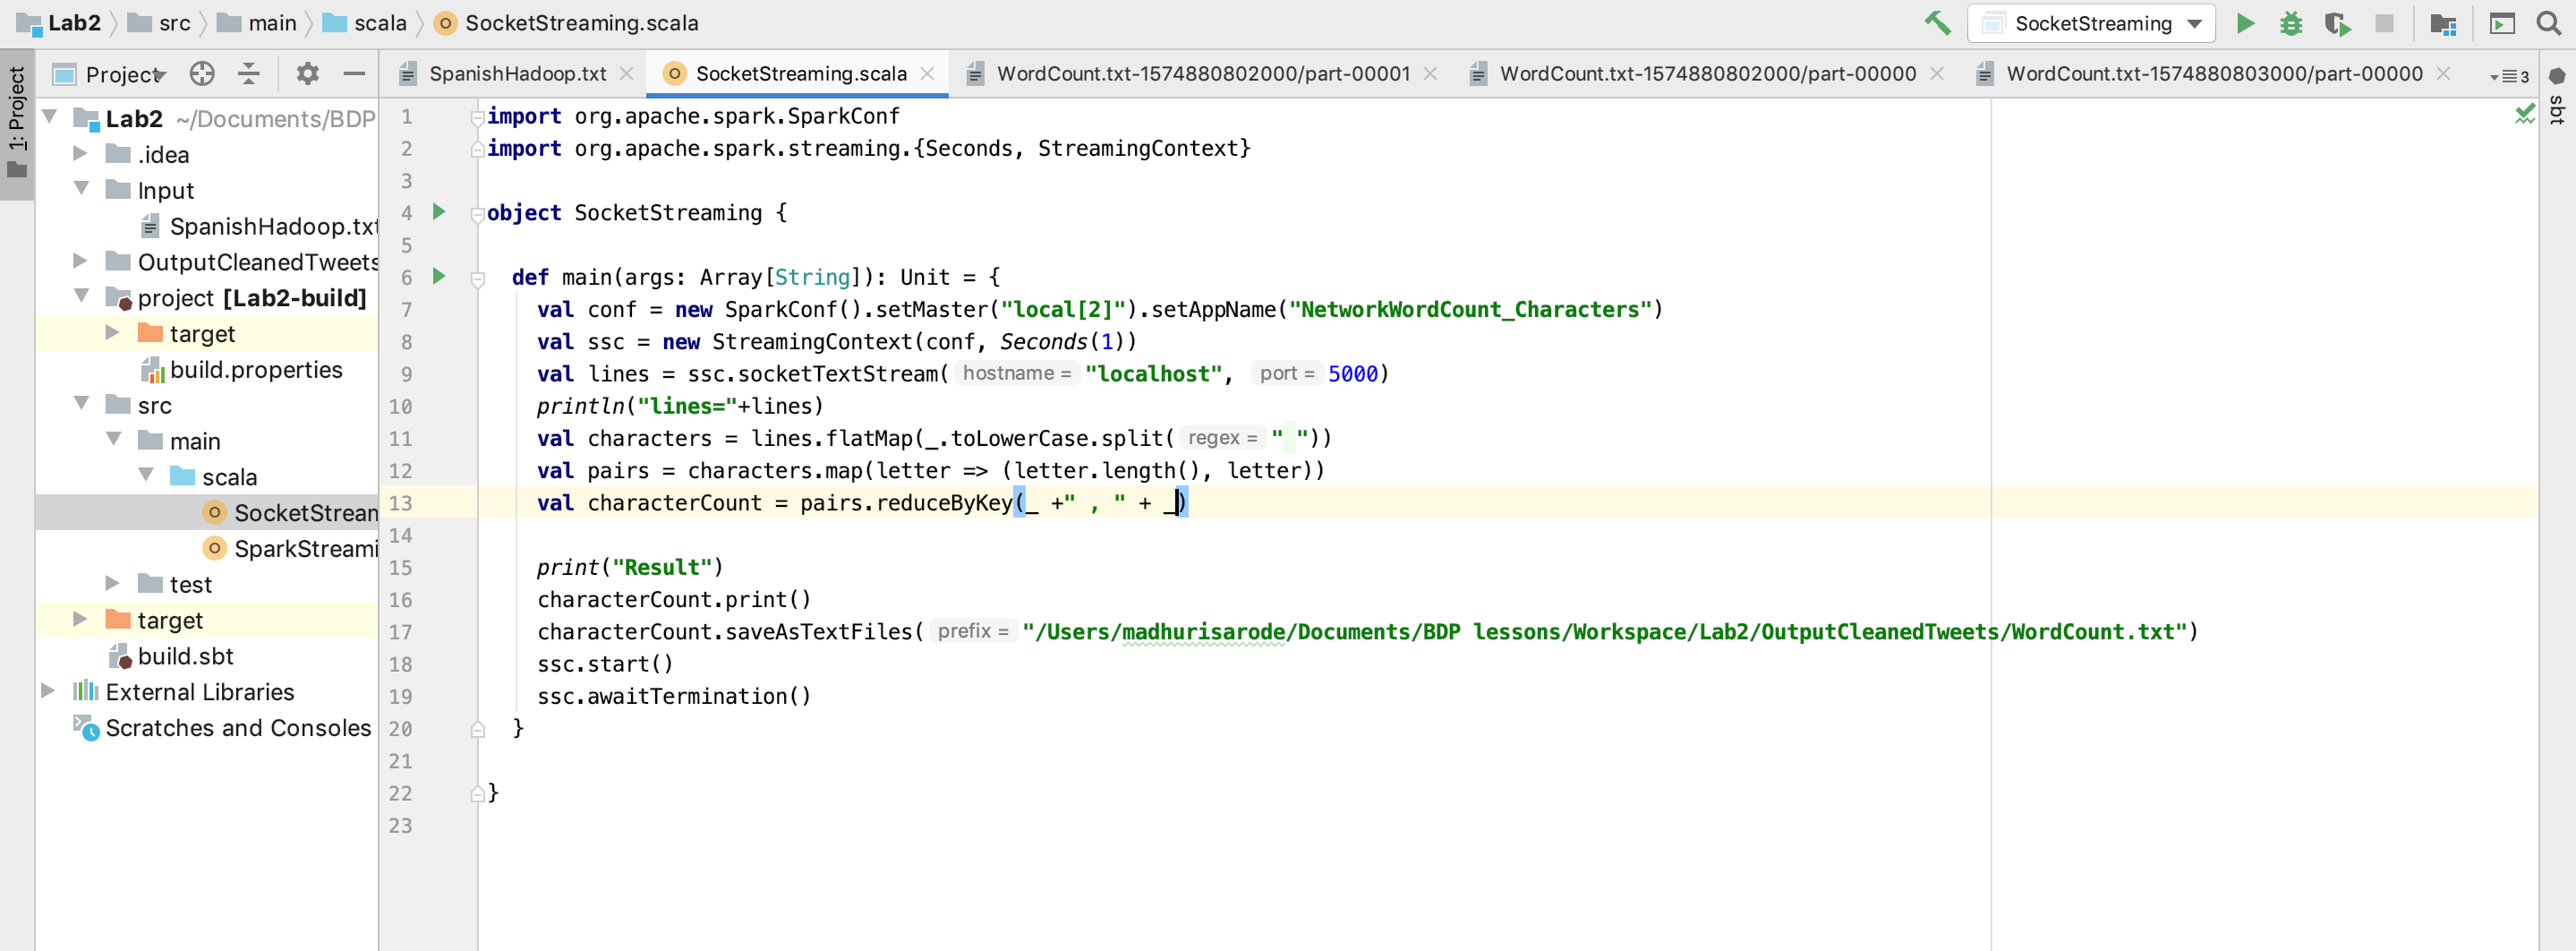 Lab2 src main scala SocketStreaming.scala SocketStreaming
1: Project
Project
SpanishHadoop.txt SocketStreaming.scala WordCount.txt-1574880802000/part-00001 WordCount.txt-1574880802000/part-00000 WordCount.txt-1574880803000/part-00000 3
sbt
Lab2 ~/Documents/BDP
.idea
Input
SpanishHadoop.txt
OutputCleanedTweets
project [Lab2-build]
target
build.properties
src
main
scala
SocketStrean
SparkStreami
test
target
build.sbt
External Libraries
Scratches and Consoles
1 import org.apache.spark.SparkConf
2 import org.apache.spark.streaming.{Seconds, StreamingContext}
3
4 object SocketStreaming {
5
6 def main(args: Array[String]): Unit = {
7 val conf = new SparkConf().setMaster("local[2]").setAppName("NetworkWordCount_Characters")
8 val ssc = new StreamingContext(conf, Seconds(1))
9 val lines = ssc.socketTextStream( hostname = "localhost", port = 5000)
10 println("lines="+lines)
11 val characters = lines.flatMap(_.toLowerCase.split( regex = " "))
12 val pairs = characters.map(letter => (letter.length(), letter))
13 val characterCount = pairs.reduceByKey(_ +" , " + _)
14
15 print("Result")
16 characterCount.print()
17 characterCount.saveAsTextFiles( prefix = "/Users/madhurisarode/Documents/BDP lessons/Workspace/Lab2/OutputCleanedTweets/WordCount.txt")
18 ssc.start()
19 ssc.awaitTermination()
20 }
21
22 }
23